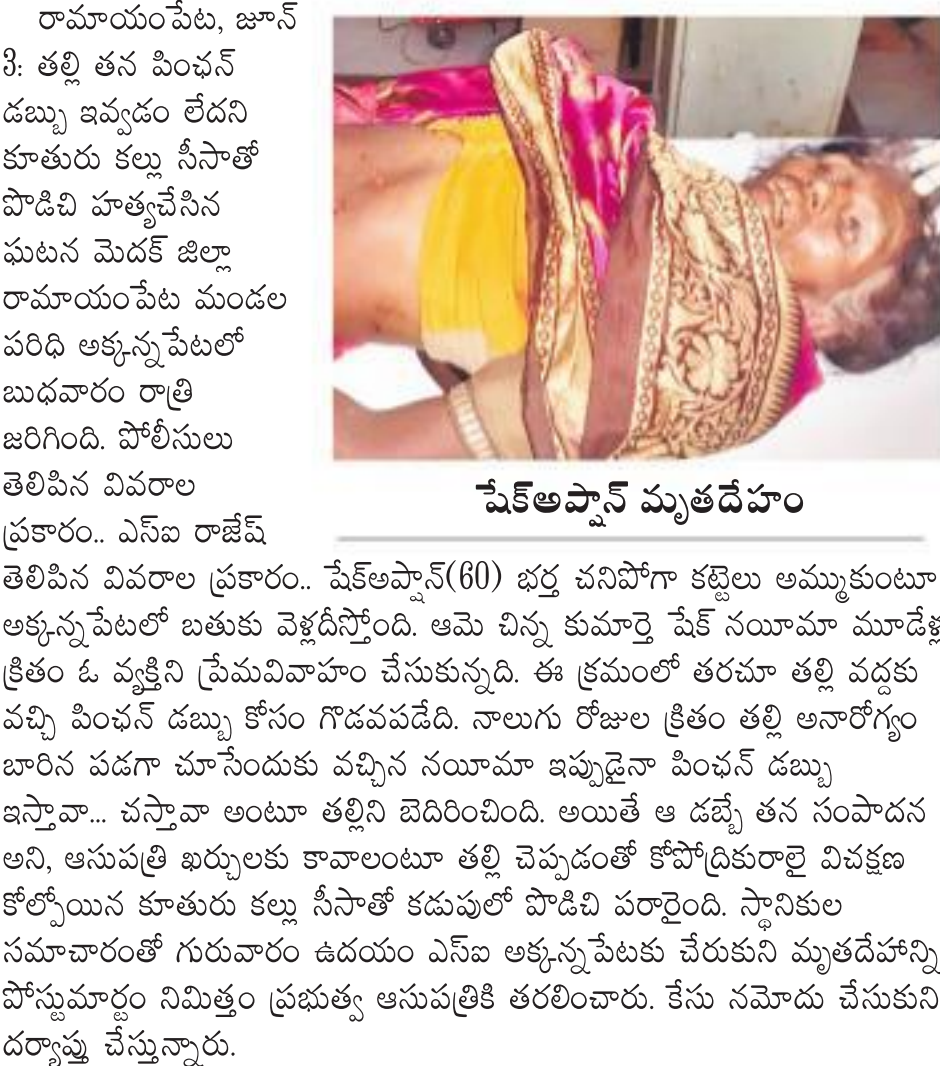 రామాయంపేట, జూన్
3: తల్లి తన పింఛన్
డబ్బు ఇవ్వడం లేదని
కూతురు కల్లు సీసాతో
పొడిచి హత్యచేసిన
ఘటన మెదక్ జిల్లా
రామాయంపేట మండల
పరిధి అక్కన్నపేటలో
బుధవారం రాత్రి
జరిగింది. పోలీసులు
తెలిపిన వివరాల
ప్రకారం.. ఎస్ఐ రాజేష్
షేక్అప్షాన్ మృతదేహం
తెలిపిన వివరాల ప్రకారం.. షేక్అప్షాన్(60) భర్త చనిపోగా కట్టెలు అమ్ముకుంటూ
అక్కన్నపేటలో బతుకు వెళ్లదీస్తోంది. ఆమె చిన్న కుమార్తె షేక్ నయీమా మూడేళ్ల
క్రితం ఓ వ్యక్తిని ప్రేమవివాహం చేసుకున్నది. ఈ క్రమంలో తరచూ తల్లి వద్దకు
వచ్చి పింఛన్ డబ్బు కోసం గొడవపడేది. నాలుగు రోజుల క్రితం తల్లి అనారోగ్యం
బారిన పడగా చూసేందుకు వచ్చిన నయీమా ఇప్పుడైనా పింఛన్ డబ్బు
ఇస్తావా... చస్తావా అంటూ తల్లిని బెదిరించింది. అయితే ఆ డబ్బే తన సంపాదన
అని, ఆసుపత్రి ఖర్చులకు కావాలంటూ తల్లి చెప్పడంతో కోపోద్రికురాలై విచక్షణ
కోల్పోయిన కూతురు కల్లు సీసాతో కడుపులో పొడిచి పరారైంది. స్థానికుల
సమాచారంతో గురువారం ఉదయం ఎస్ఐ అక్కన్నపేటకు చేరుకుని మృతదేహాన్ని
పోస్టుమార్టం నిమిత్తం ప్రభుత్వ ఆసుపత్రికి తరలించారు. కేసు నమోదు చేసుకుని
దర్యాప్తు చేస్తున్నారు.